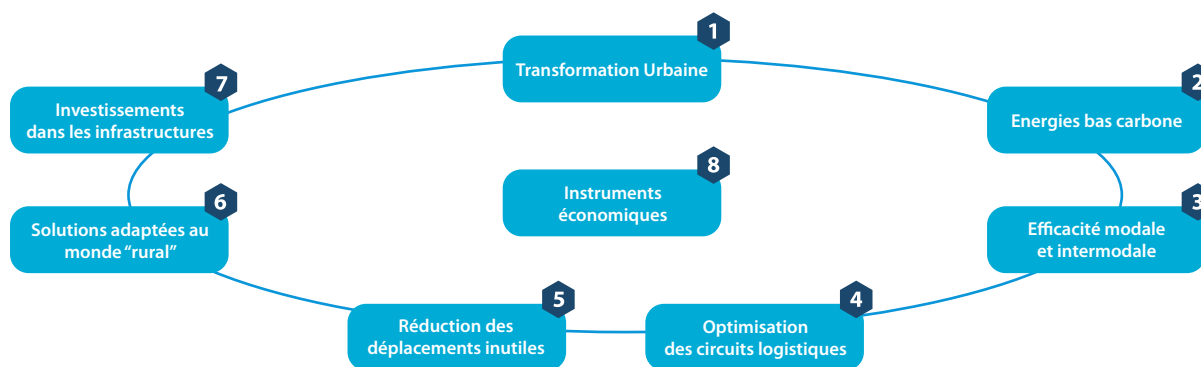 1
Transformation Urbaine
2
Energies bas carbone
3
Efficacité modale
et intermodale
4
Optimisation
des circuits logistiques
5
Réduction des
déplacements inutiles
6
Solutions adaptées au
monde “rural”
7
Investissements
dans les infrastructures
8
Instruments
économiques